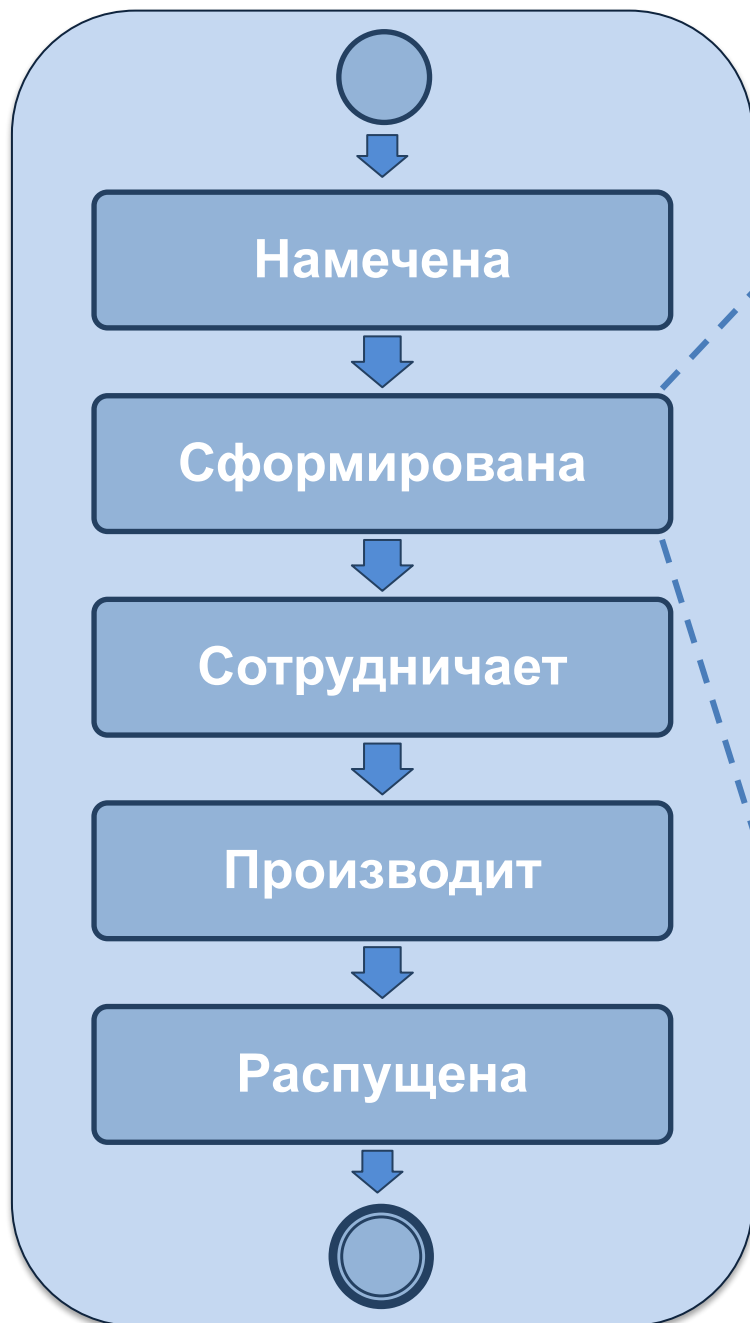 Намечена
Сформирована
Сотрудничает
Производит
Распущена